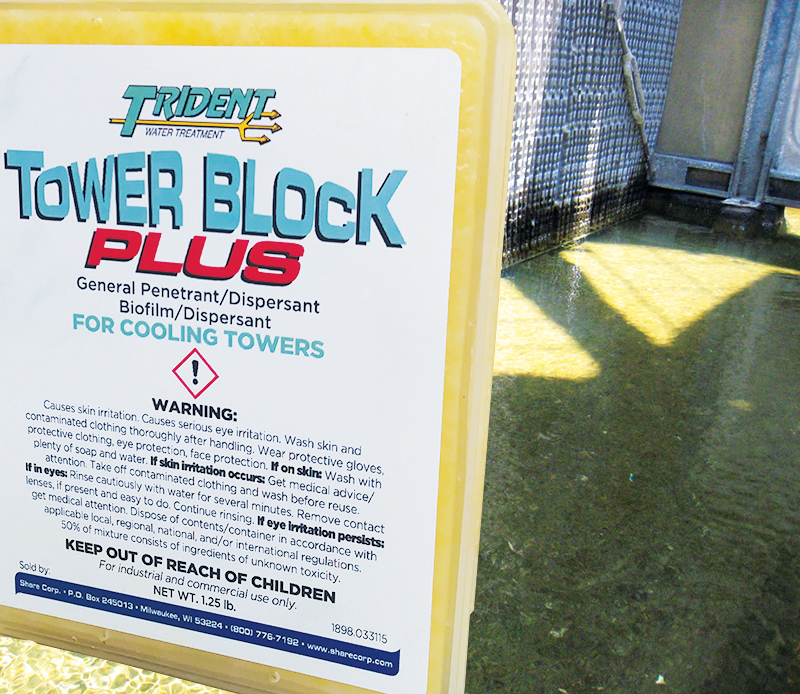 TRIDENT
WATER TREATMENT
TOWER BLOCK
PLUS
General Penetrant/Dispersant
Biofilm/Dispersant
FOR COOLING TOWERS
!
WARNING:
Causes skin irritation. Causes serious eye irritation. Wash skin and
contaminated clothing thoroughly after handling. Wear protective gloves,
protective clothing, eye protection, face protection. If on skin: Wash with
plenty of soap and water. If skin irritation occurs: Get medical advice/
attention. Take off contaminated clothing and wash before reuse.
If in eyes: Rinse cautiously with water for several minutes. Remove contact
lenses, if present and easy to do. Continue rinsing. If eye irritation persists:
get medical attention. Dispose of contents/container in accordance with
applicable local, regional, national, and/or international regulations.
50% of mixture consists of ingredients of unknown toxicity.
KEEP OUT OF REACH OF CHILDREN
For industrial and commercial use only.
NET WT. 1.25 lb.
Sold by:
1898.033115
Share Corp. • P.O. Box 245013 • Milwaukee, WI 53224 • (800) 776-7192 • www.sharecorp.com